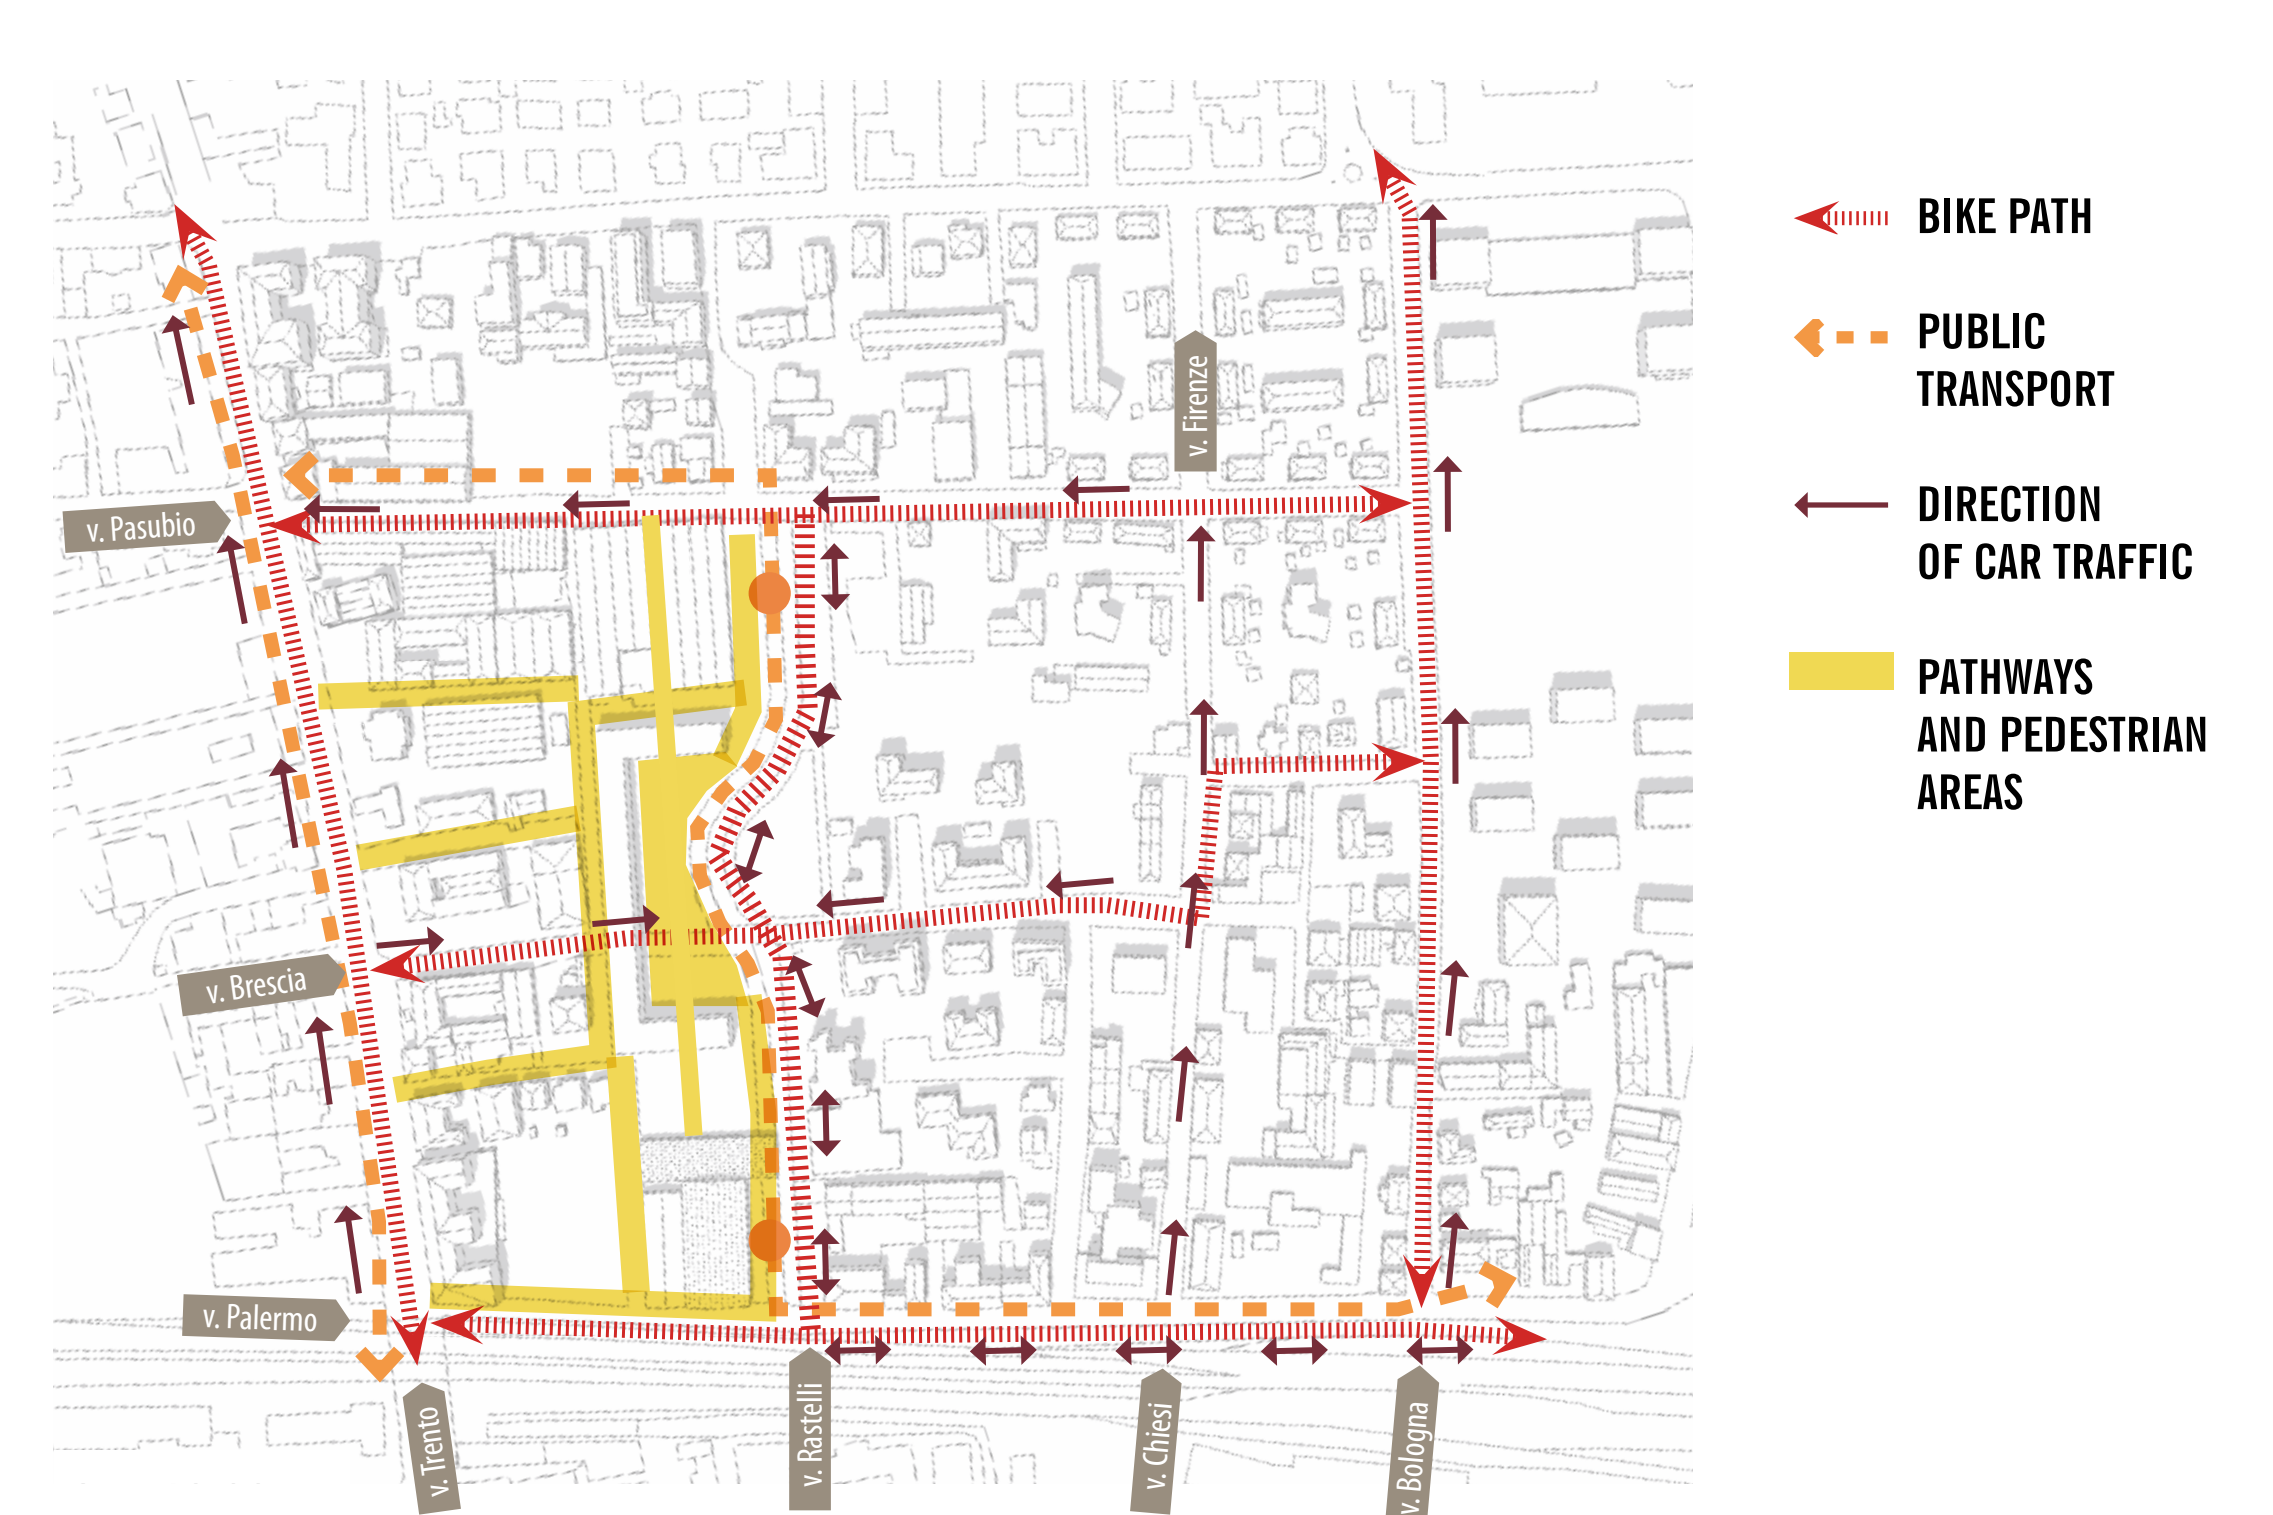 BIKE PATH
PUBLIC
TRANSPORT
DIRECTION
OF CAR TRAFFIC
PATHWAYS
AND PEDESTRIAN
AREAS
v. Firenze
v. Pasubio
v. Brescia
v. Palermo
v. Trento
v. Rastelli
v. Chiesi
v. Bologna